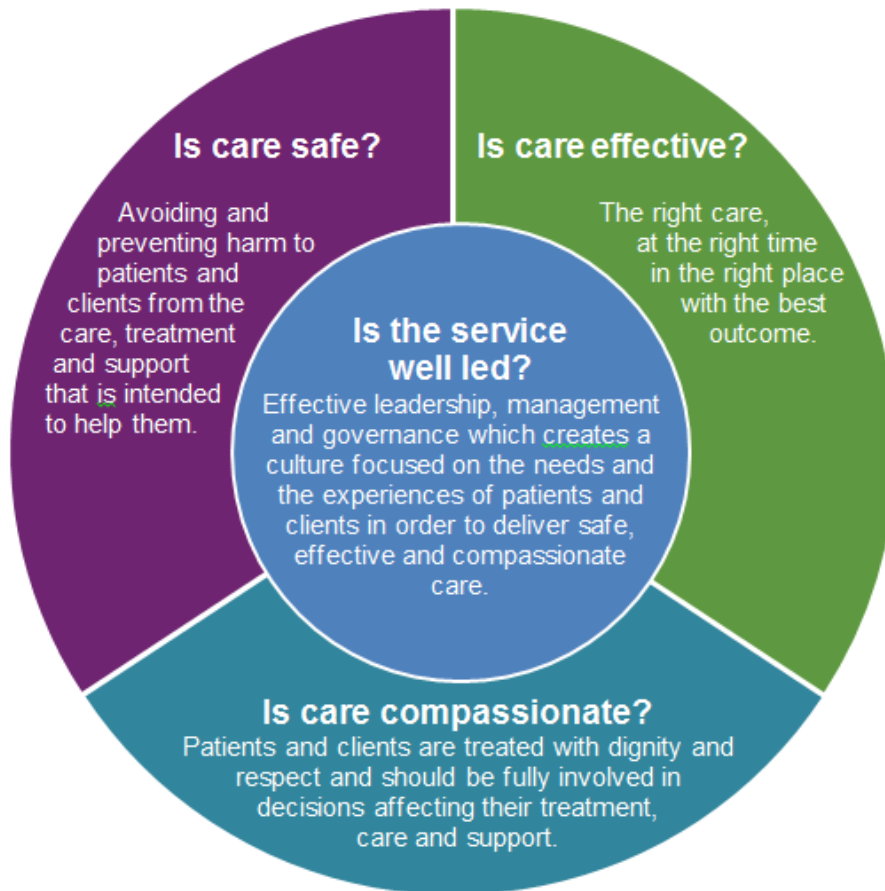 Is care safe?
Avoiding and
preventing harm to
patients and
clients from the
care, treatment
and support
that is intended
to help them.
Is care effective?
The right care,
at the right time
in the right place
with the best
outcome.
Is the service
well led?
Effective leadership, management
and governance which creates a
culture focused on the needs and
the experiences of patients and
clients in order to deliver safe,
effective and compassionate
care.
Is care compassionate?
Patients and clients are treated with dignity and
respect and should be fully involved in
decisions affecting their treatment,
care and support.